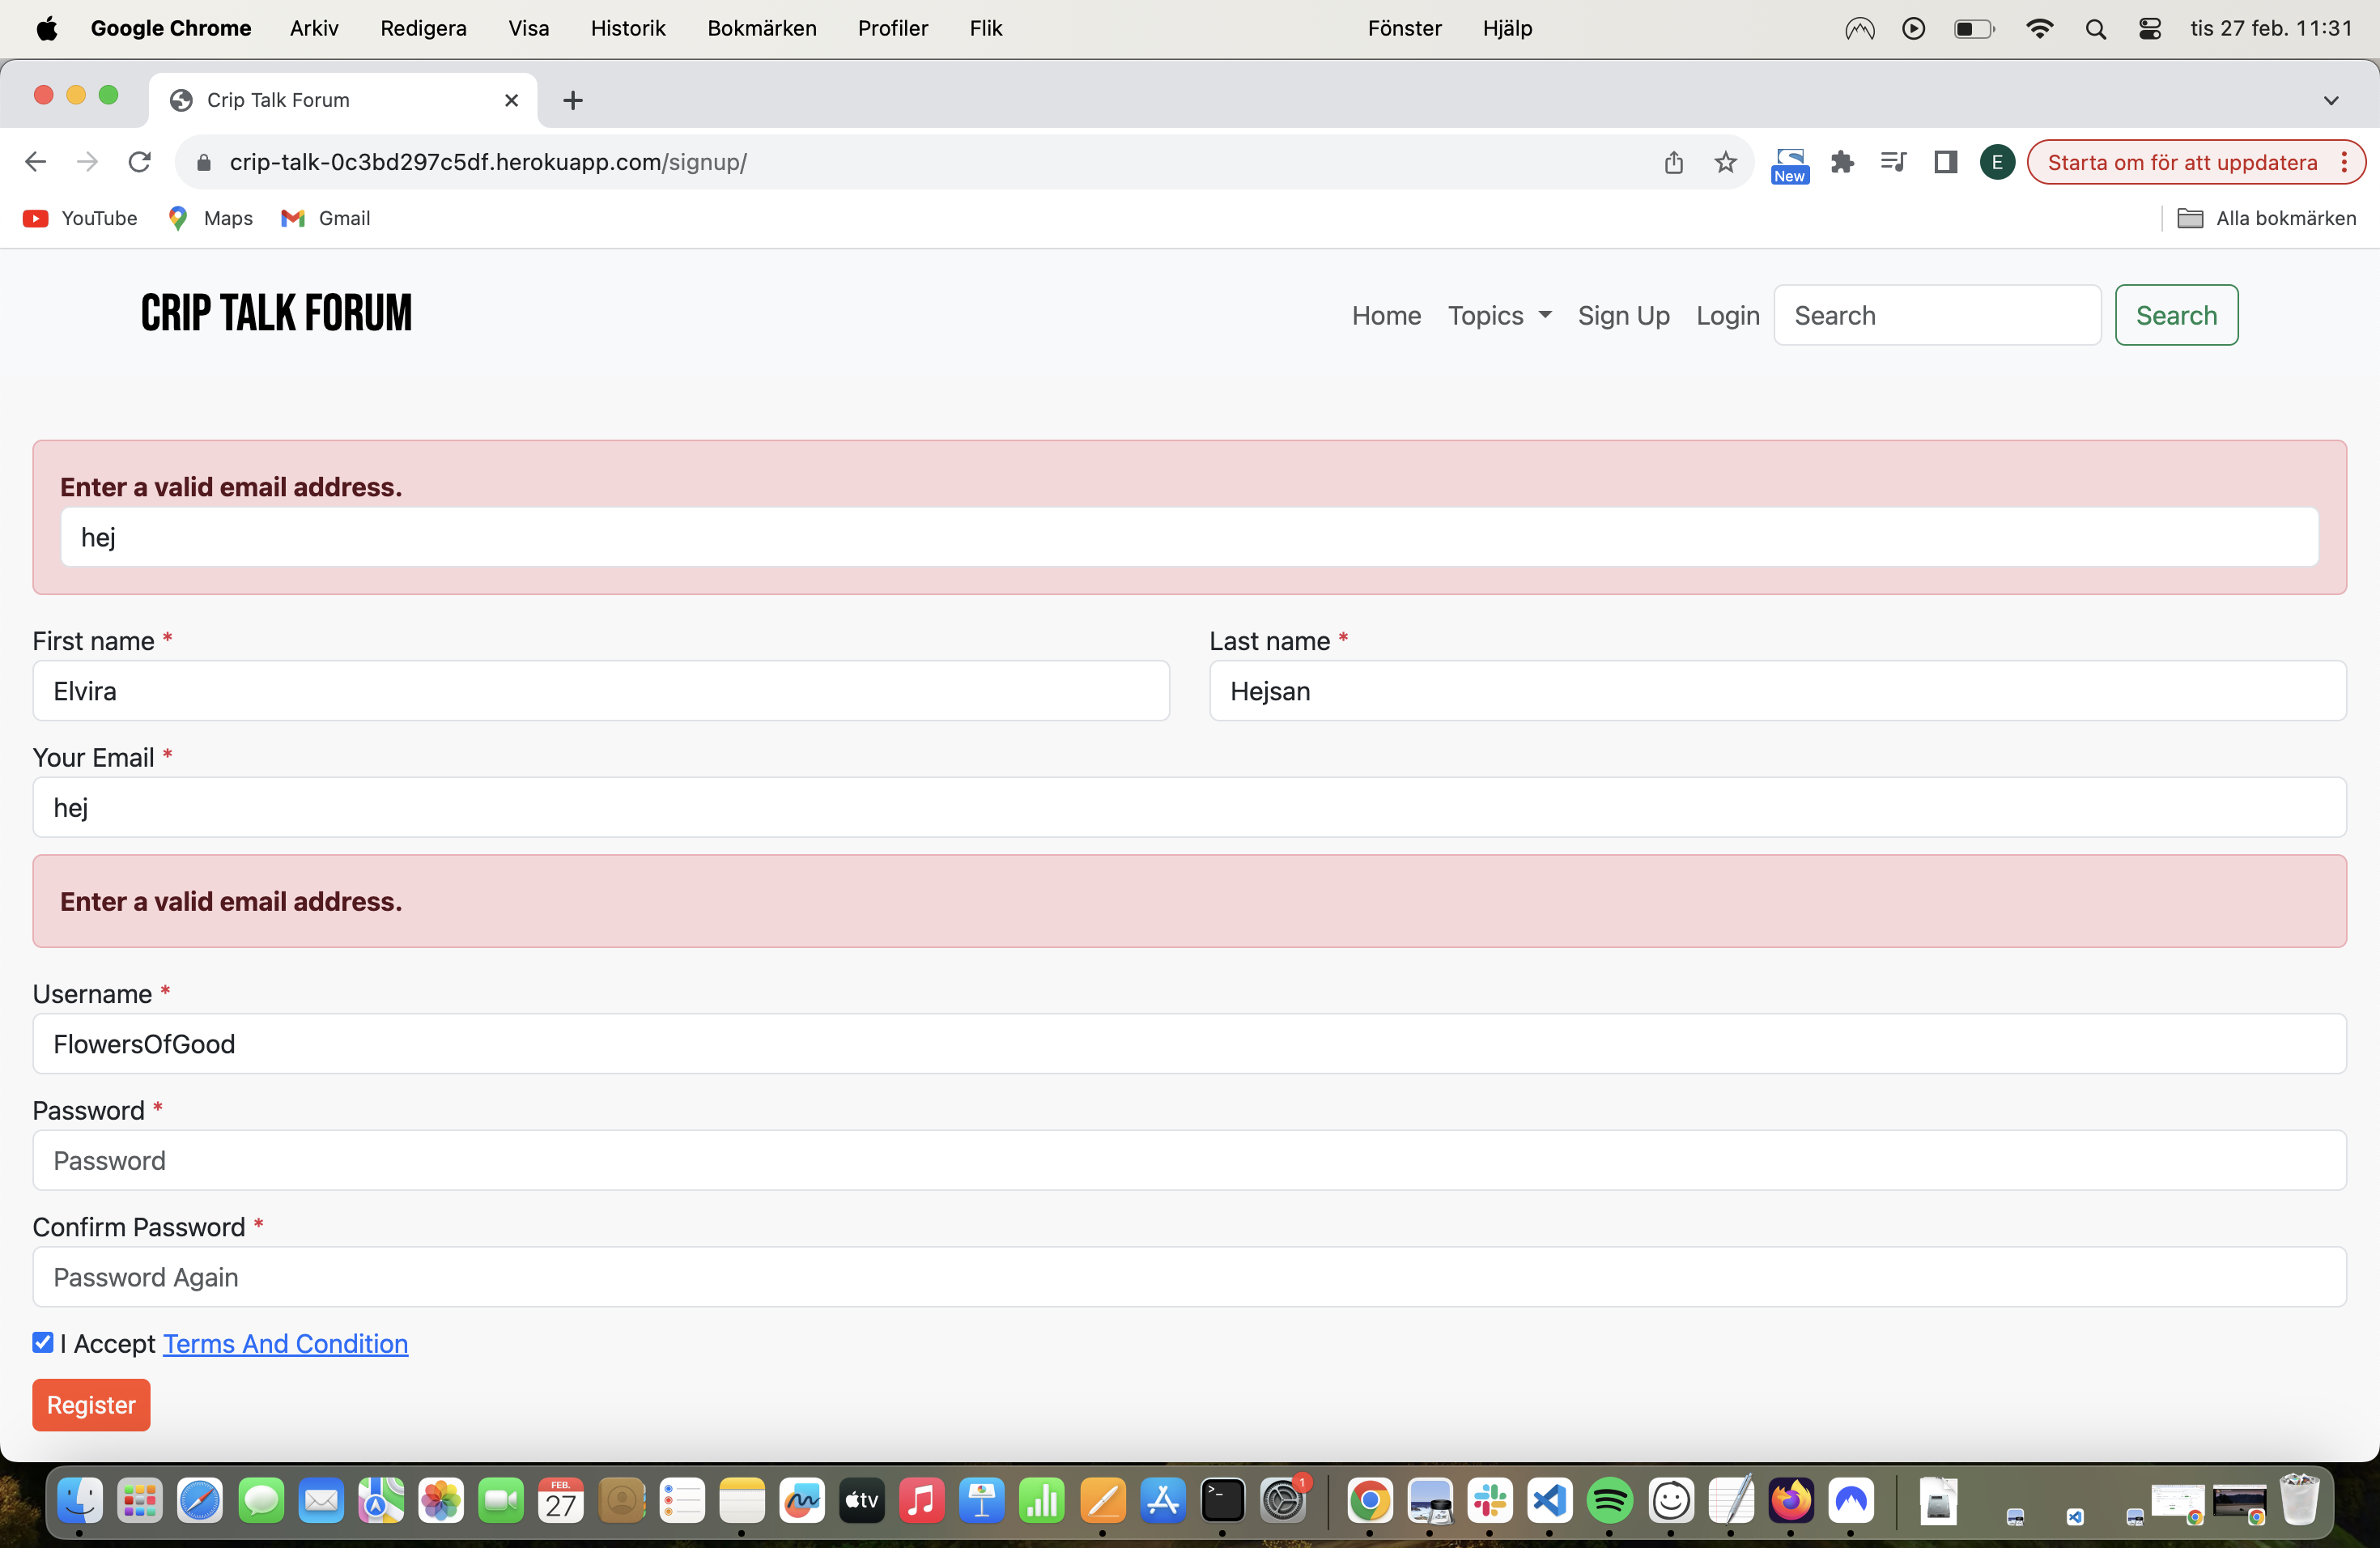 Google Chrome Arkiv Redigera Visa Historik Bokmärken Profiler Flik Fönster Hjälp tis 27 feb. 11:31
Crip Talk Forum
crip-talk-0c3bd297c5df.herokuapp.com/signup/ New E Starta om för att uppdatera
YouTube Maps Gmail Alla bokmärken
CRIP TALK FORUM Home Topics Sign Up Login Search Search
Enter a valid email address.
hej
First name * Last name *
Elvira Hejsan
Your Email *
hej
Enter a valid email address.
Username *
FlowersOfGood
Password *
Password
Confirm Password *
Password Again
I Accept Terms And Condition
Register
FEB.
27 tv 1